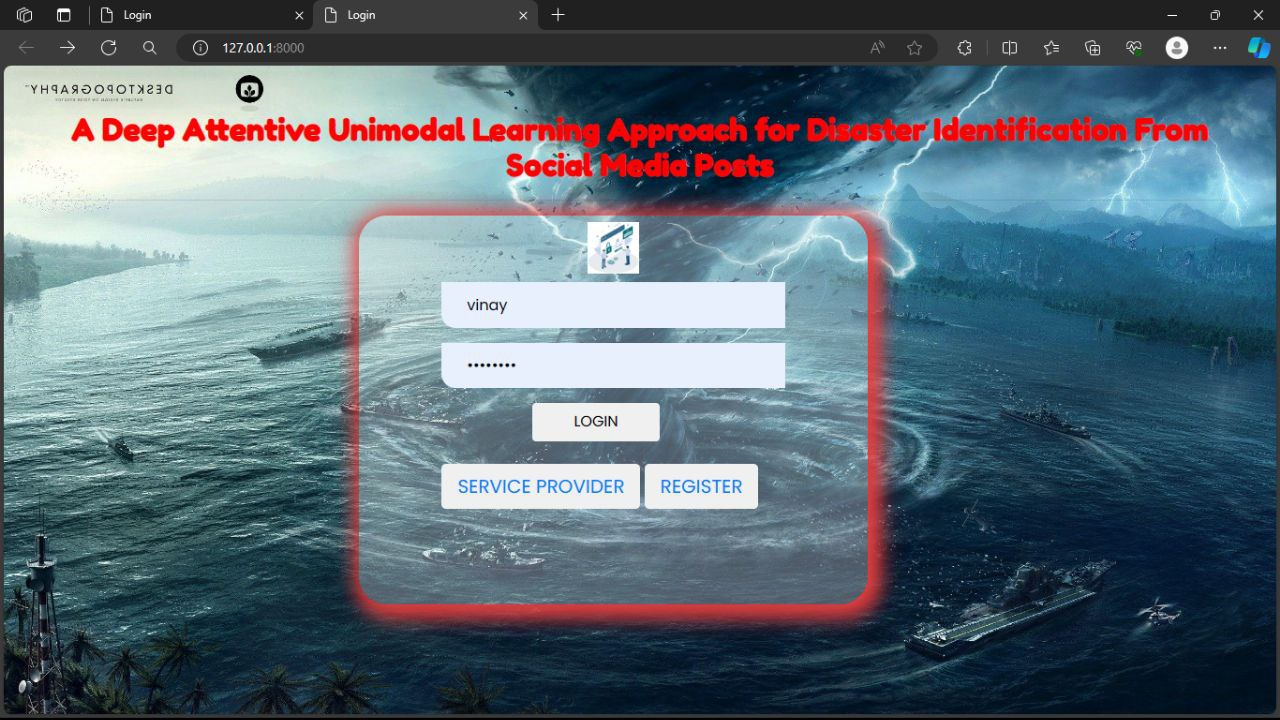 Login
Login
127.0.0.1:8000
DESKTOPOGRAPHY
A Deep Attentive Unimodal Learning Approach for Disaster Identification From
Social Media Posts
vinay
••••••••
LOGIN
SERVICE PROVIDER REGISTER